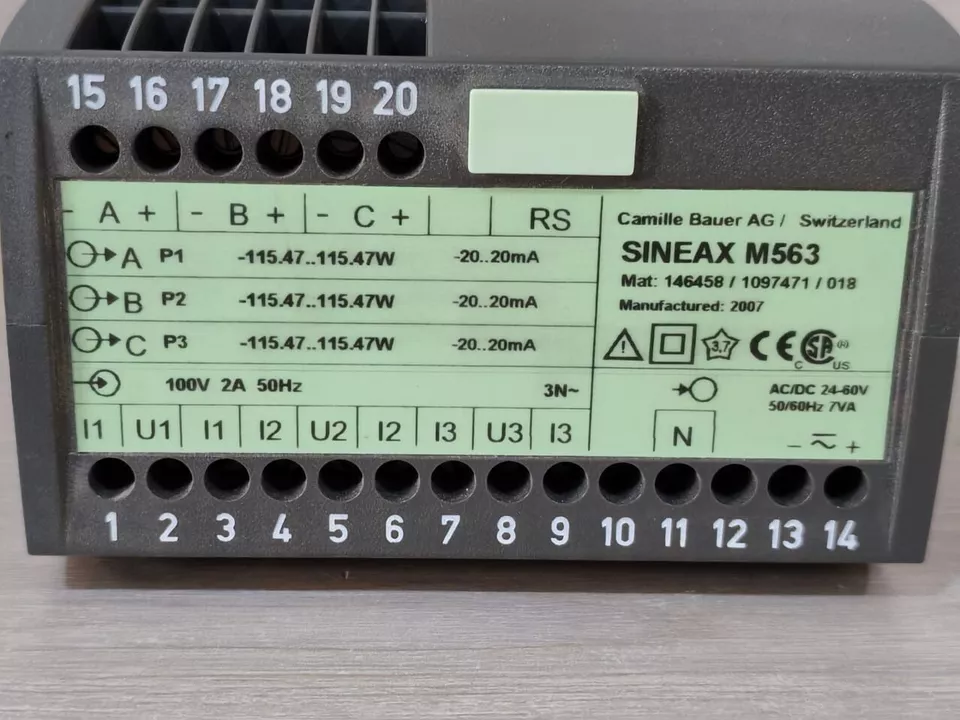 15 16 17 18 19 20
- A + - B + - C + RS
A P1 -115.47..115.47W -20..20mA
B P2 -115.47..115.47W -20..20mA
C P3 -115.47..115.47W -20..20mA
100V 2A 50Hz 3N~
I1 U1 I1 I2 U2 I2 I3 U3 I3
Camille Bauer AG / Switzerland
SINEAX M563
Mat: 146458 / 1097471 / 018
Manufactured: 2007
3.7 CE C SA US
AC/DC 24-60V
50/60Hz 7VA
N - +
1 2 3 4 5 6 7 8 9 10 11 12 13 14